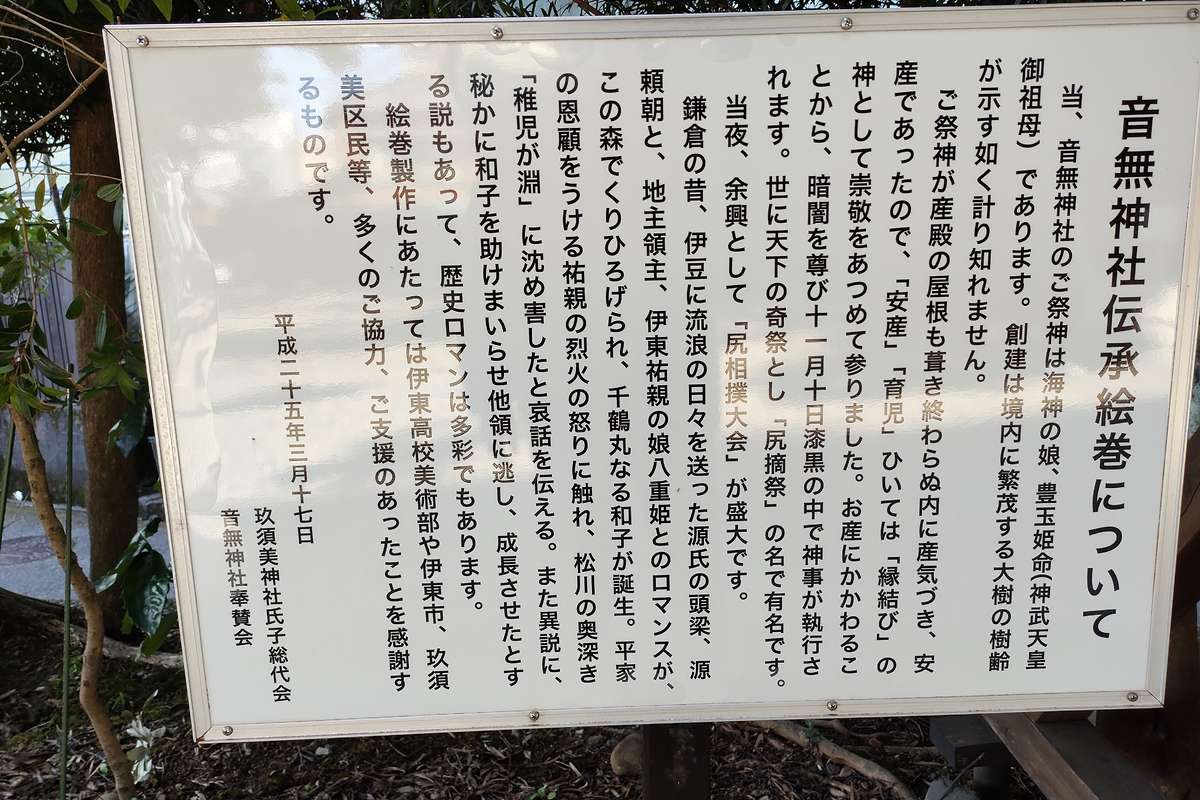 音無神社伝承絵巻について
当、音無神社のご祭神は海神の娘、豊玉姫命(神武天皇
御祖母)であります。創建は境内に繁茂する大樹の樹齢
が示す如く計り知れません。
ご祭神が産殿の屋根も葺き終わらぬ内に産気づき、安
産であったので、「安産」「育児」ひいては「縁結び」の
神として崇敬をあつめて参りました。お産にかかわるこ
とから、暗闇を尊び十一月十日漆黒の中で神事が執行さ
れます。世に天下の奇祭とし「尻摘祭」の名で有名です。
当夜、余興として「尻相撲大会」が盛大です。
鎌倉の昔、伊豆に流浪の日々を送った源氏の頭梁、源
頼朝と、地主領主、伊東祐親の娘八重姫とのロマンスが、
この森でくりひろげられ、千鶴丸なる和子が誕生。平家
の恩顧をうける祐親の烈火の怒りに触れ、松川の奥深き
「稚児が淵」に沈め害したと哀話を伝える。また異説に、
秘かに和子を助けまいらせ他領に逃し、成長させたとす
る説もあって、歴史ロマンは多彩でもあります。
絵巻製作にあたっては伊東高校美術部や伊東市、玖須
美区民等、多くのご協力、ご支援のあったことを感謝す
るものです。
平成二十五年三月十七日
玖須美神社氏子総代会
音無神社奉賛会